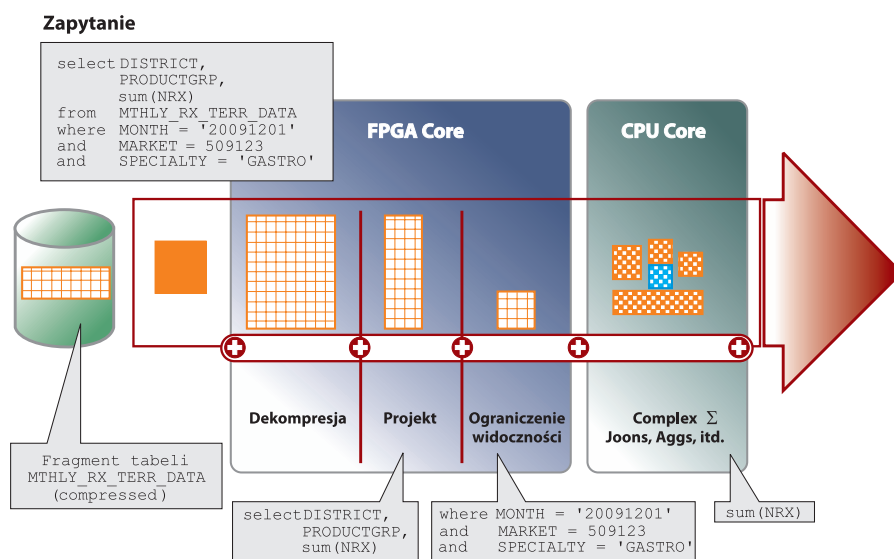 Zapytanie
select DISTRICT,
PRODUCTGRP,
sum(NRX)
from MTHLY_RX_TERR_DATA
where MONTH = '20091201'
and MARKET = 509123
and SPECIALTY = 'GASTRO'
FPGA Core
CPU Core
Dekompresja
Projekt
Ograniczenie
widoczności
Complex Σ
Joons, Aggs, itd.
Fragment tabeli
MTHLY_RX_TERR_DATA
(compressed)
selectDISTRICT,
PRODUCTGRP,
sum(NRX)
where MONTH = '20091201'
and MARKET = 509123
and SPECIALTY = 'GASTRO'
sum(NRX)